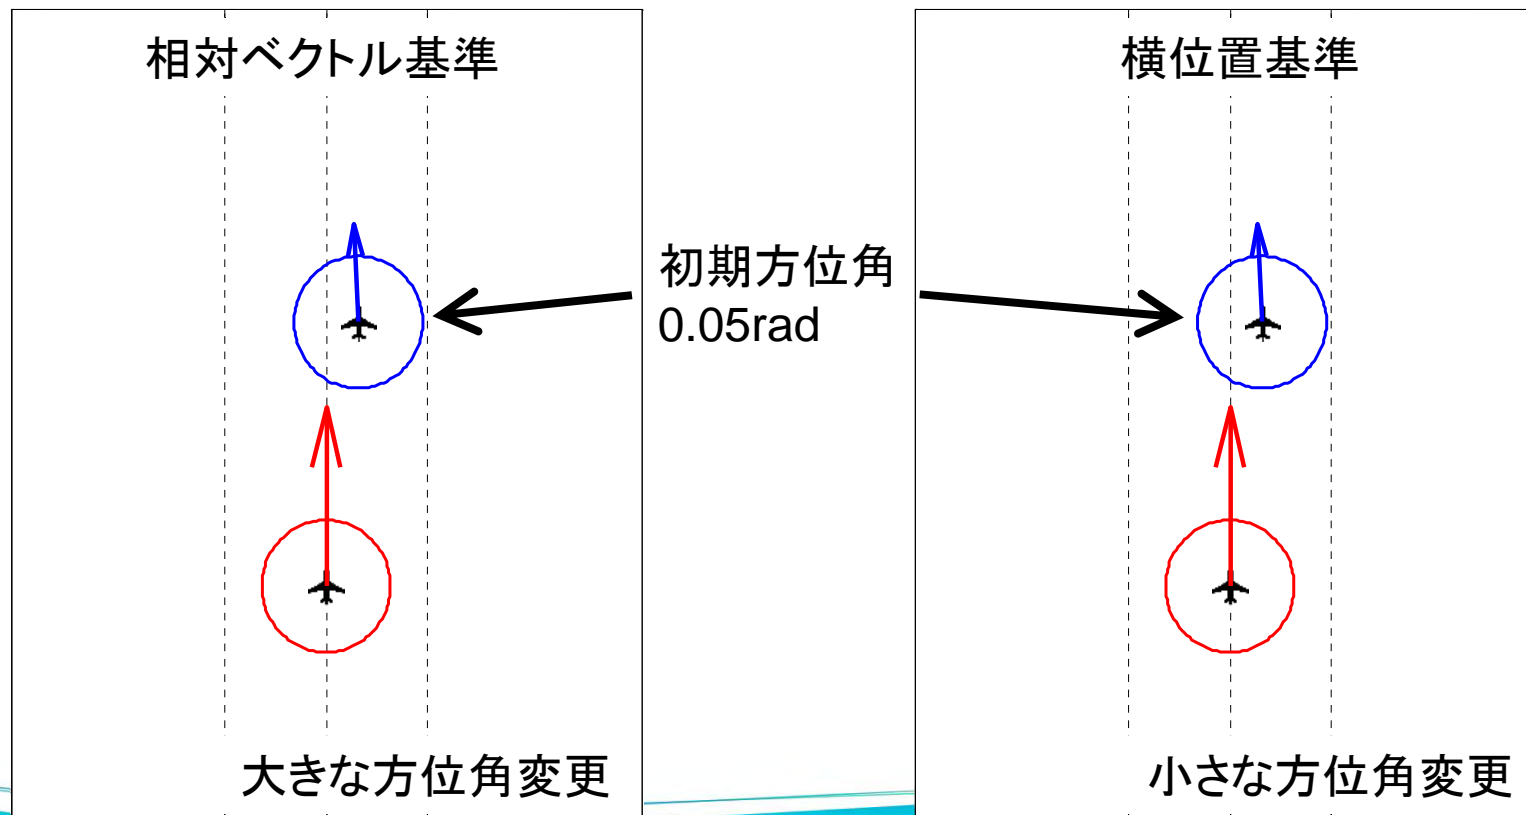 相対ベクトル基準
横位置基準
初期方位角
0.05rad
大きな方位角変更
小さな方位角変更